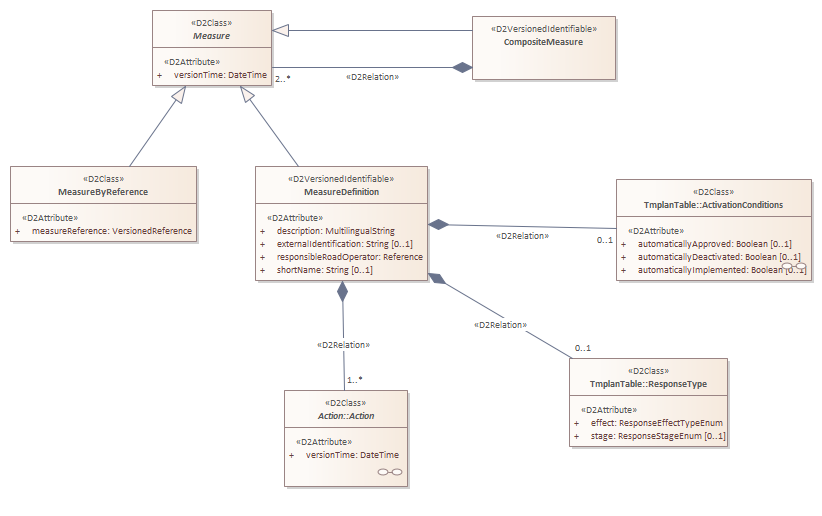 «D2Class»
Measure
«D2Attribute»
+ versionTime: DateTime
«D2VersionedIdentifiable»
CompositeMeasure
2..*
«D2Relation»
«D2Class»
MeasureByReference
«D2Attribute»
+ measureReference: VersionedReference
«D2VersionedIdentifiable»
MeasureDefinition
«D2Attribute»
+ description: MultilingualString
+ externalIdentification: String [0..1]
+ responsibleRoadOperator: Reference
+ shortName: String [0..1]
«D2Class»
TmplanTable::ActivationConditions
«D2Attribute»
+ automaticallyApproved: Boolean [0..1]
+ automaticallyDeactivated: Boolean [0..1]
+ automaticallyImplemented: Boolean [0..1]
«D2Relation»
0..1
«D2Relation»
0..1
«D2Relation»
1..*
«D2Class»
TmplanTable::ResponseType
«D2Attribute»
+ effect: ResponseEffectTypeEnum
+ stage: ResponseStageEnum [0..1]
«D2Class»
Action::Action
«D2Attribute»
+ versionTime: DateTime